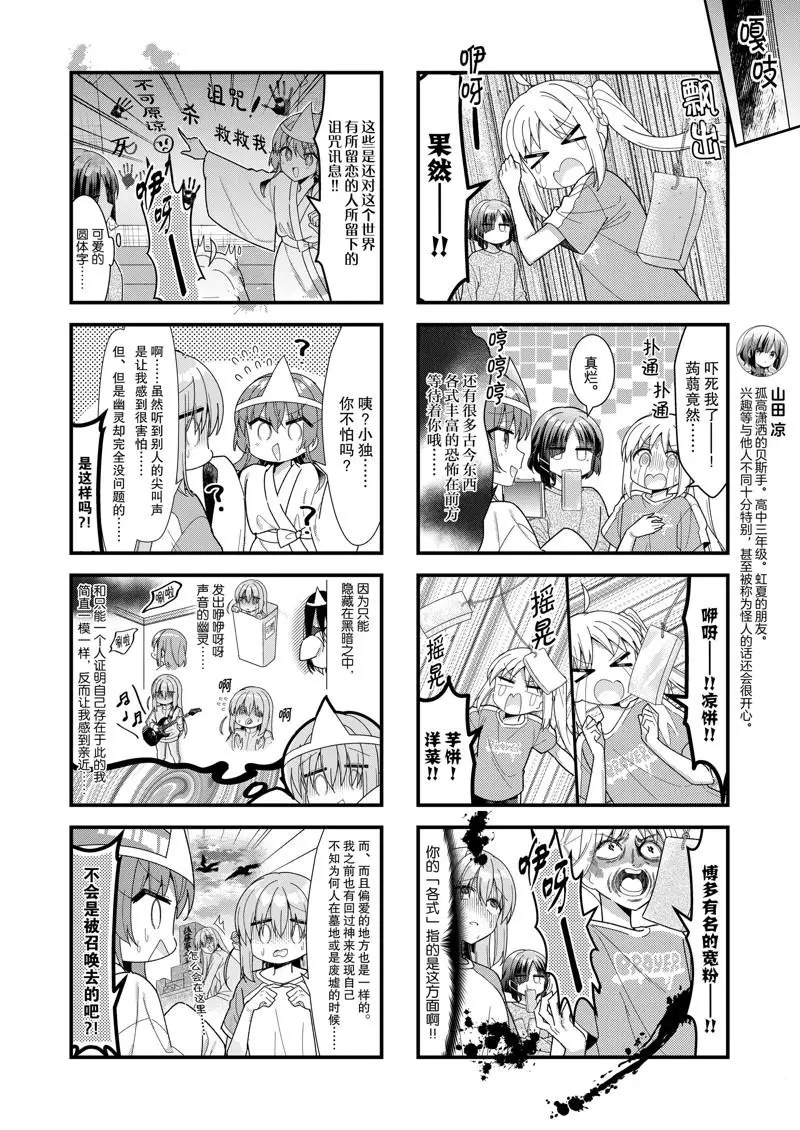 嘎吱
飘出
咿呀——
果然——!!
吓死我了——!
蒟蒻竟然……
扑通
扑通
真烂。
哼
哼
哼
还有很多古今东西
各式丰富的恐怖在前方
等待着你哦……
摇晃
摇晃
咿呀——!!凉饼!!
芋饼!
洋菜!!
博多有名的宽粉——!!
咿呀——
你的「各式」指的是这方面啊!!
山田 凉
孤高潇洒的贝斯手。高中三年级。虹夏的朋友。
兴趣等与他人不同十分特别,甚至被称为怪人的话还会很开心。
这些是还对这个世界
有所留恋的人所留下的
诅咒讯息!!
诅咒!
救救我
杀
不可原谅
咿呀——
可爱的
圆体字……
咦?小独……
你不怕吗?
?
?
?
?
啊……虽然听到别人的尖叫声
是让我感到很害怕……
但、但是幽灵却完全没问题的……
是这样吗?!
因为只能
隐藏在黑暗之中,
发出咿咿呀呀
声音的幽灵……
唰啦
唰啦
啊
啊
和只能一个人证明自己存在于此的我
简直一模一样,反而让我感到亲近……
而、而且偏爱的地方也是一样的。
我之前也有回过神来发现自己
不知为何人在墓地或是废墟的时候……
怎么会在这里……
不会是被召唤去的吧?!